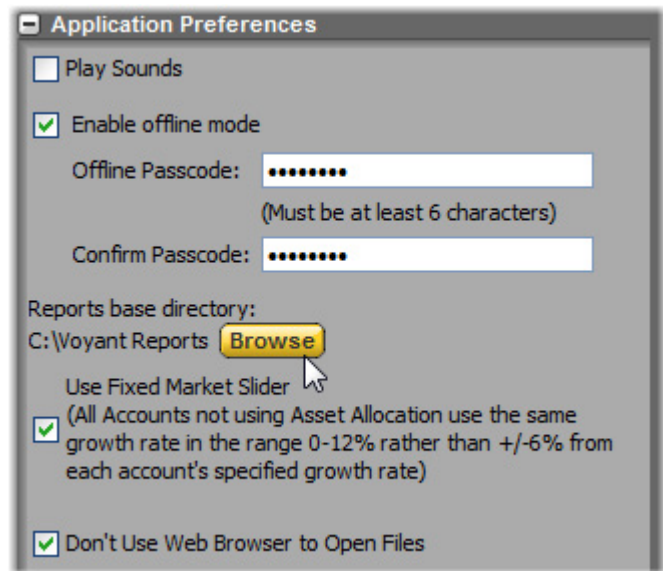 Application Preferences
Play Sounds
Enable offline mode
Offline Passcode: ••••••••
(Must be at least 6 characters)
Confirm Passcode: ••••••••
Reports base directory:
C:\Voyant Reports Browse
Use Fixed Market Slider
(All Accounts not using Asset Allocation use the same
growth rate in the range 0-12% rather than +/-6% from
each account's specified growth rate)
Don't Use Web Browser to Open Files